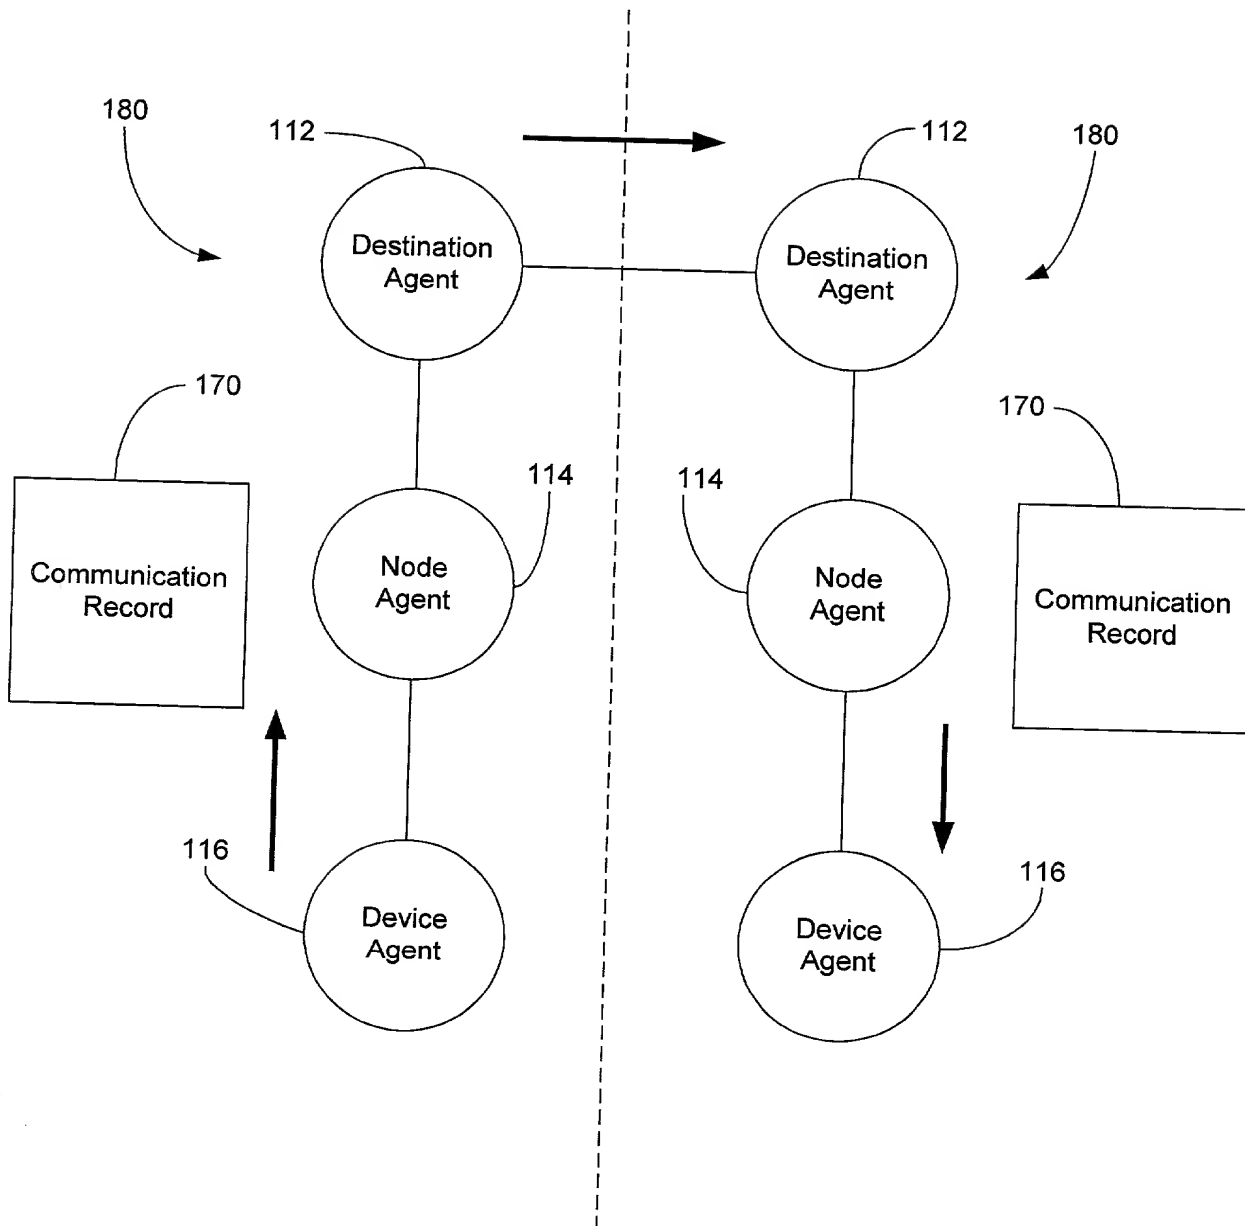 180
112
112
180
Destination
Agent
Destination
Agent
170
170
114
114
Communication
Record
Node
Agent
Node
Agent
Communication
Record
116
116
Device
Agent
Device
Agent